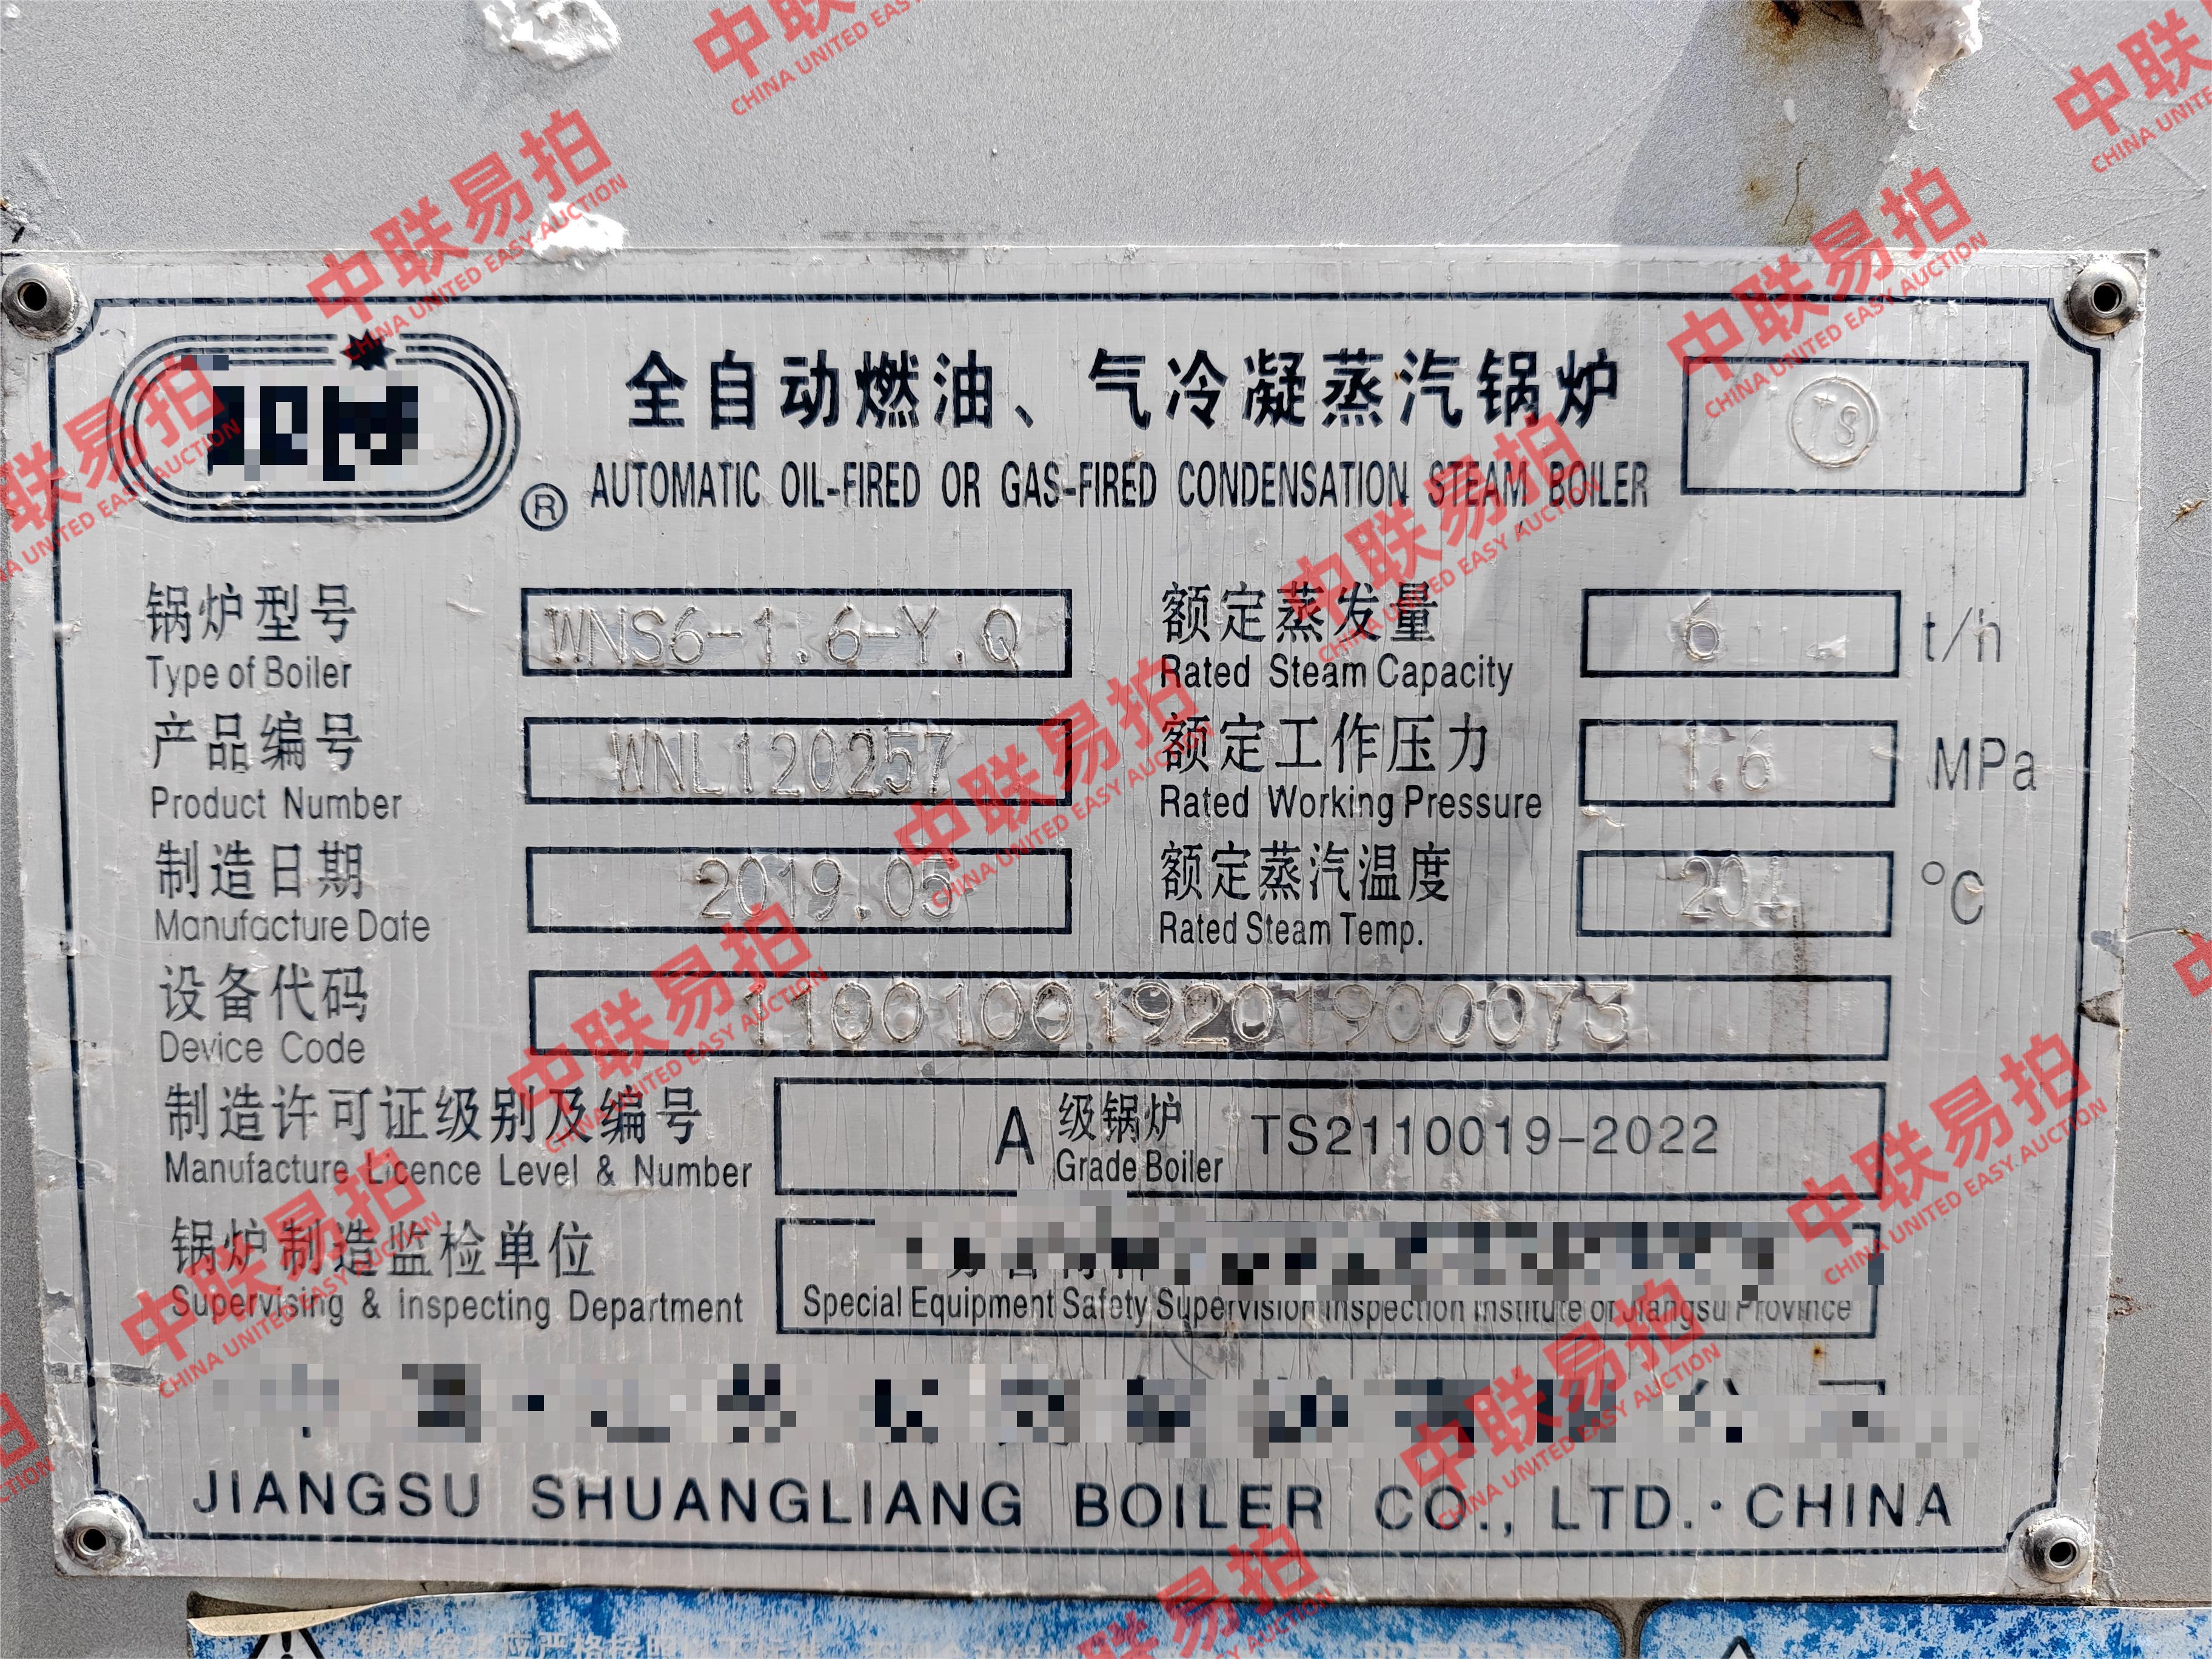 全自动燃油、气冷凝蒸汽锅炉
AUTOMATIC OIL-FIRED OR GAS-FIRED CONDENSATION STEAM BOILER
®
TS
锅炉型号 WNS6-1.6-Y.Q
Type of Boiler
额定蒸发量 6 t/h
Rated Steam Capacity
产品编号 WNL120257
Product Number
额定工作压力 1.6 MPa
Rated Working Pressure
制造日期 2019.05
Manufacture Date
额定蒸汽温度 204 °C
Rated Steam Temp.
设备代码 110010019201900073
Device Code
制造许可证级别及编号 A 级锅炉 TS2110019-2022
Manufacture Licence Level & Number Grade Boiler
锅炉制造监检单位
Supervising & Inspecting Department Special Equipment Safety Supervision Inspection Institute of Jiangsu Province
JIANGSU SHUANGLIANG BOILER CO., LTD.·CHINA
中联易拍
CHINA UNITED EASY AUCTION